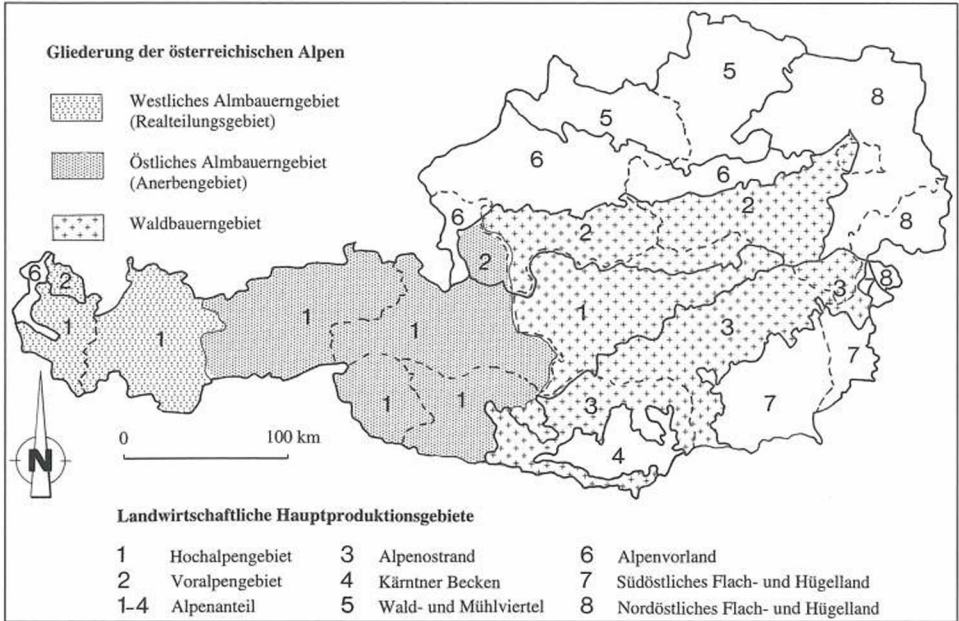 Gliederung der österreichischen Alpen
Westliches Almbauerngebiet
(Realteilungsgebiet)
Östliches Almbauerngebiet
(Anerbengebiet)
Waldbauerngebiet
5
8
5
6
6
2
6
2
8
2
6
2
8
3
1
1
1
1
1
3
7
1
1
3
7
4
0
100 km
N
Landwirtschaftliche Hauptproduktionsgebiete
1 Hochalpengebiet
2 Voralpengebiet
1–4 Alpenanteil
3 Alpenostrand
4 Kärntner Becken
5 Wald- und Mühlviertel
6 Alpenvorland
7 Südöstliches Flach- und Hügelland
8 Nordöstliches Flach- und Hügelland